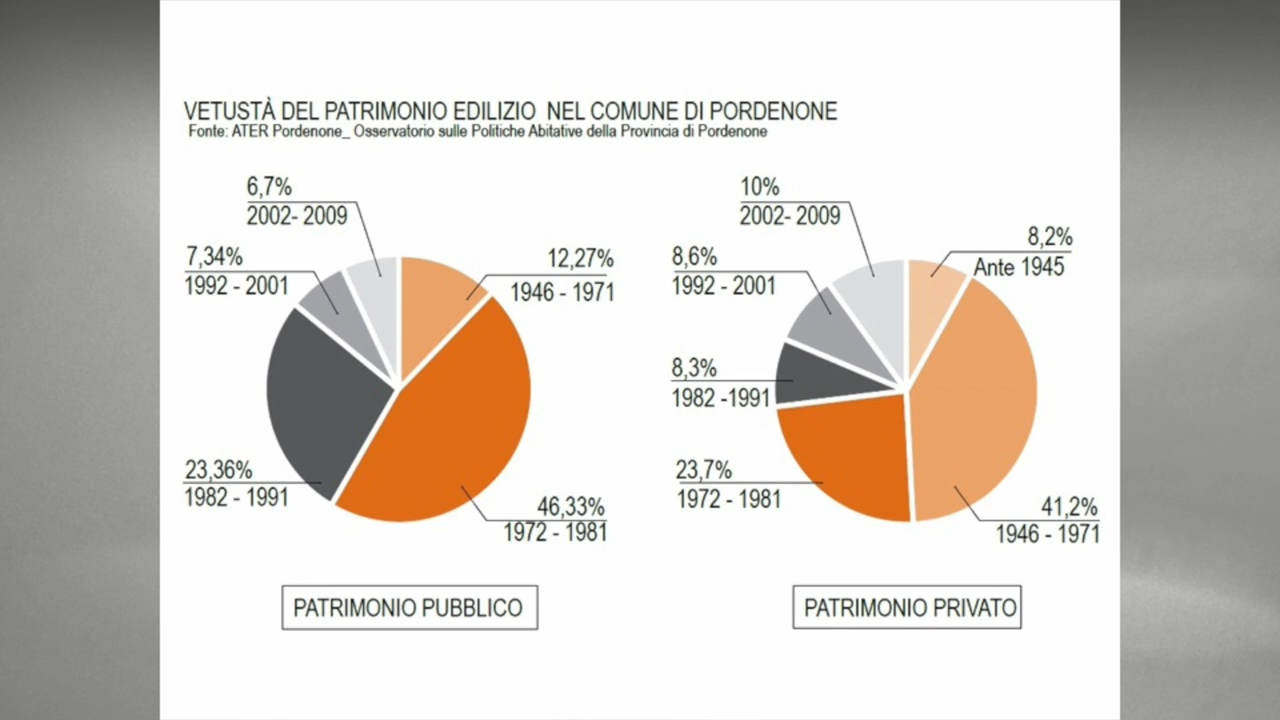 VETUSTÀ DEL PATRIMONIO EDILIZIO NEL COMUNE DI PORDENONE
Fonte: ATER Pordenone_ Osservatorio sulle Politiche Abitative della Provincia di Pordenone
6,7%
2002- 2009
7,34%
1992 - 2001
12,27%
1946 - 1971
23,36%
1982 - 1991
46,33%
1972 - 1981
PATRIMONIO PUBBLICO
10%
2002- 2009
8,2%
Ante 1945
8,6%
1992 - 2001
8,3%
1982 -1991
23,7%
1972 - 1981
41,2%
1946 - 1971
PATRIMONIO PRIVATO